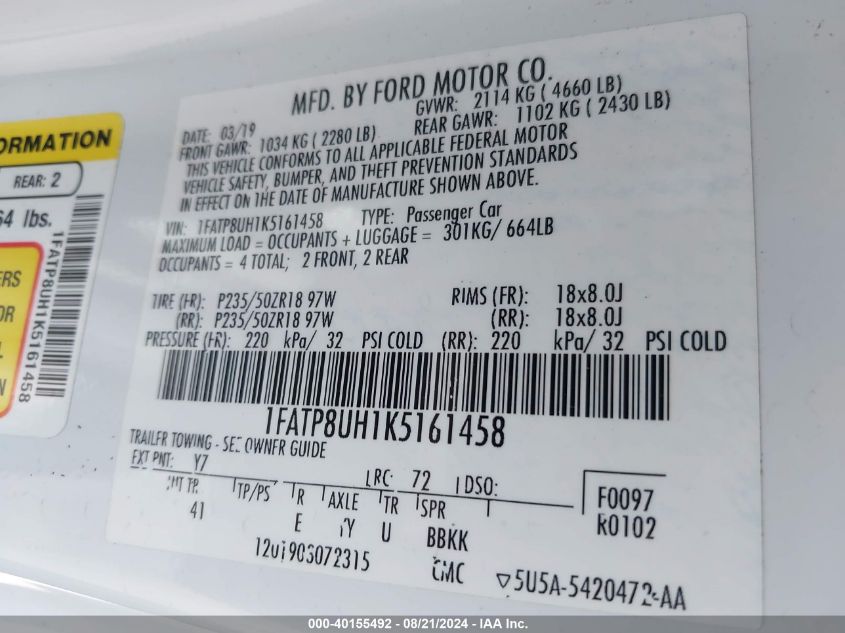 ORMATION
REAR: 2
64 lbs.
1FATP8UH1K5161458
MFD. BY FORD MOTOR CO.
DATE: 03/19 GVWR: 2114 KG ( 4660 LB)
FRONT GAWR: 1034 KG ( 2280 LB) REAR GAWR: 1102 KG ( 2430 LB)
THIS VEHICLE CONFORMS TO ALL APPLICABLE FEDERAL MOTOR
VEHICLE SAFETY, BUMPER, AND THEFT PREVENTION STANDARDS
IN EFFECT ON THE DATE OF MANUFACTURE SHOWN ABOVE.
VIN: 1FATP8UH1K5161458 TYPE: Passenger Car
MAXIMUM LOAD = OCCUPANTS + LUGGAGE = 301KG/ 664LB
OCCUPANTS = 4 TOTAL; 2 FRONT, 2 REAR
TIRE (FR): P235/50ZR18 97W RIMS (FR): 18x8.0J
(RR): P235/50ZR18 97W (RR): 18x8.0J
PRESSURE (FR): 220 kPa/ 32 PSI COLD (RR): 220 kPa/ 32 PSI COLD
1FATP8UH1K5161458
TRAILER TOWING - SEE OWNER GUIDE
EXT PNT: Y7 LRC: 72 DSO: F0097
INT TR TP/PS R AXLE TR SPR R0102
41 E YY U BBKK
CMC 5U5A-5420472-AA
000-40155492 - 08/21/2024 - IAA Inc.